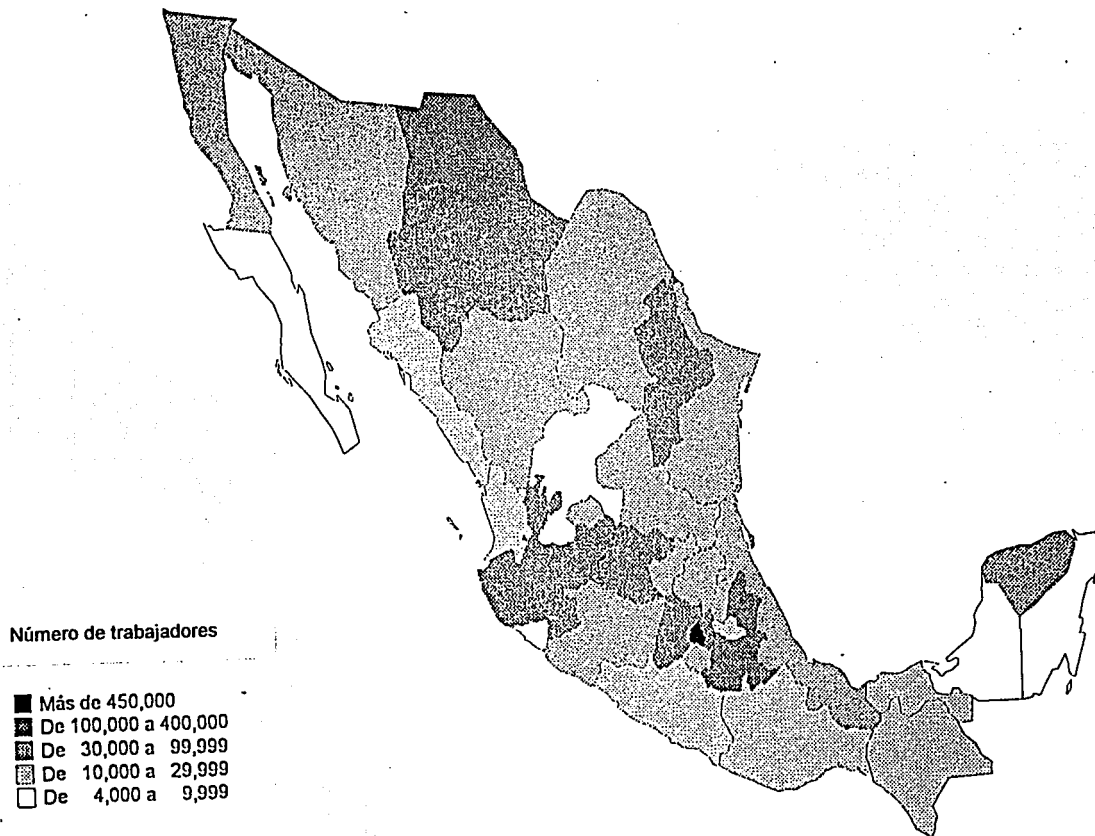 Número de trabajadores
Más de 450,000
De 100,000 a 400,000
De 30,000 a 99,999
De 10,000 a 29,999
De 4,000 a 9,999